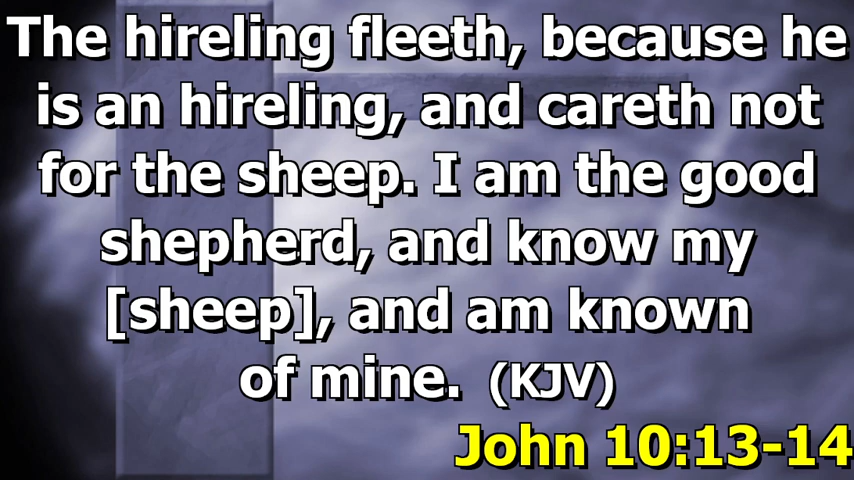 The hireling fleeth, because he
is an hireling, and careth not
for the sheep. I am the good
shepherd, and know my
[sheep], and am known
of mine. (KJV)
John 10:13-14